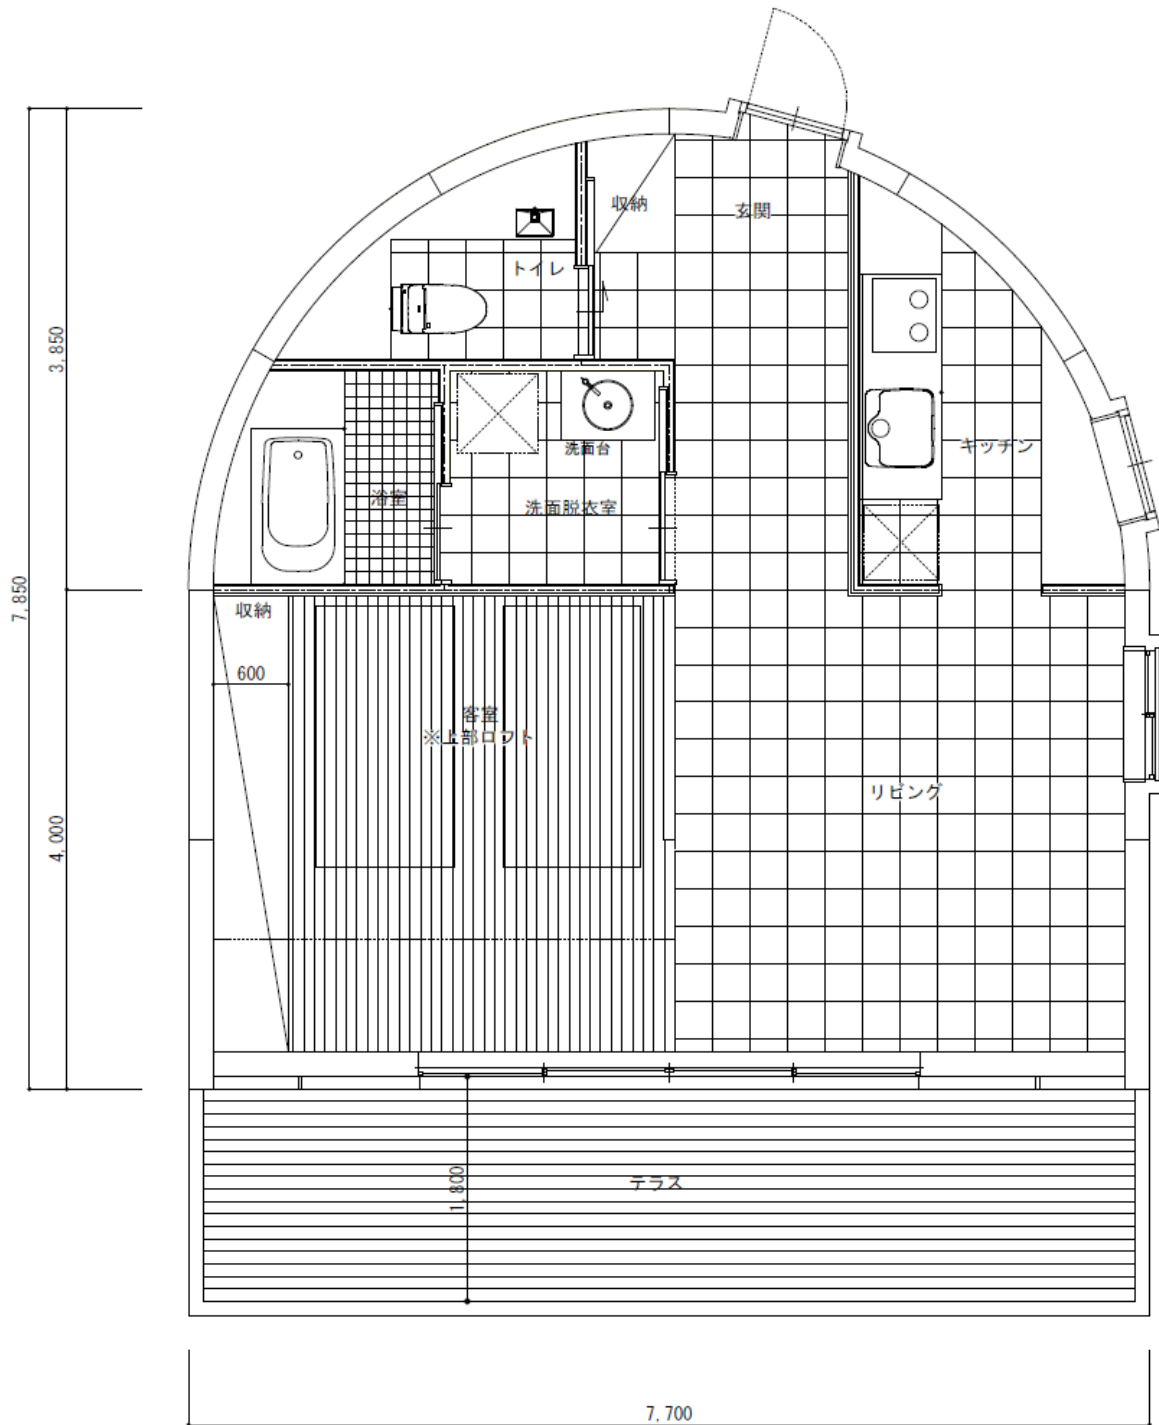 収納
玄関
トイレ
3,850
キッチン
洗面台
浴室
洗面脱衣室
7,850
収納
600
客室
※上部ロフト
リビング
4,000
テラス
1,800
7,700